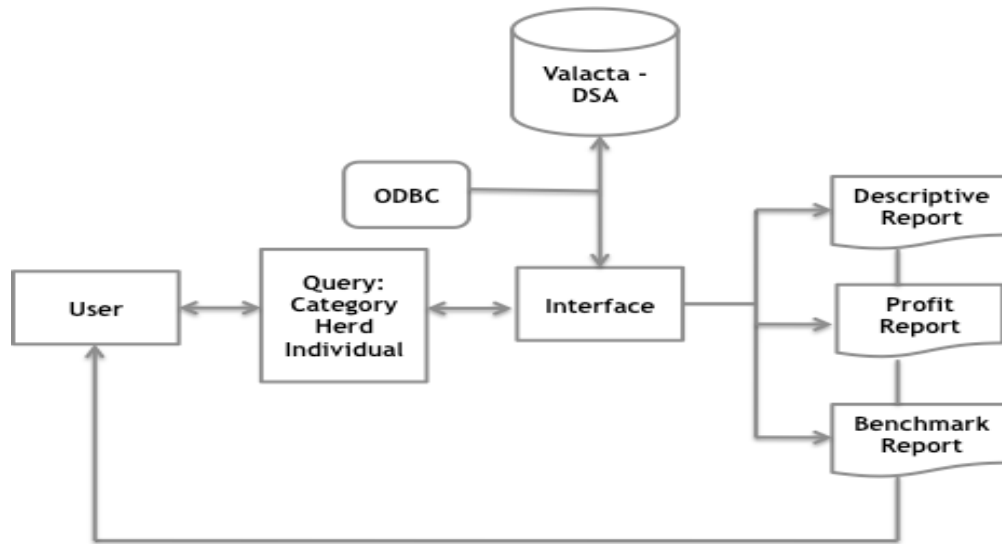 Valacta -
DSA
ODBC
Descriptive
Report
User
Query:
Category
Herd
Individual
Interface
Profit
Report
Benchmark
Report